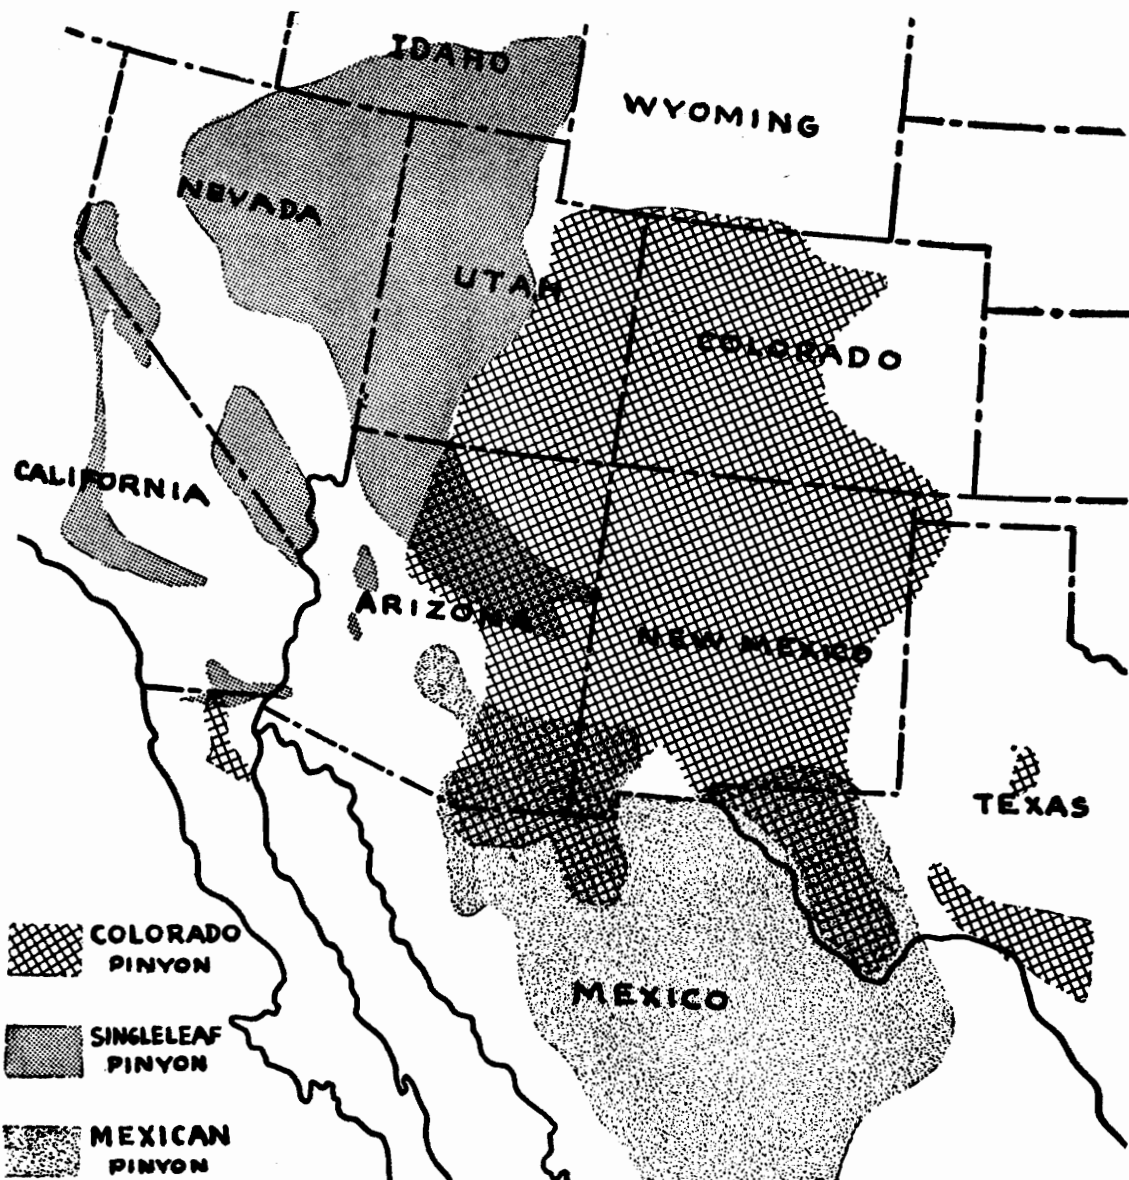 IDAHO
WYOMING
NEVADA
UTAH
COLORADO
CALIFORNIA
ARIZONA
NEW MEXICO
TEXAS
MEXICO
COLORADO
PINYON
SINGLELEAF
PINYON
MEXICAN
PINYON